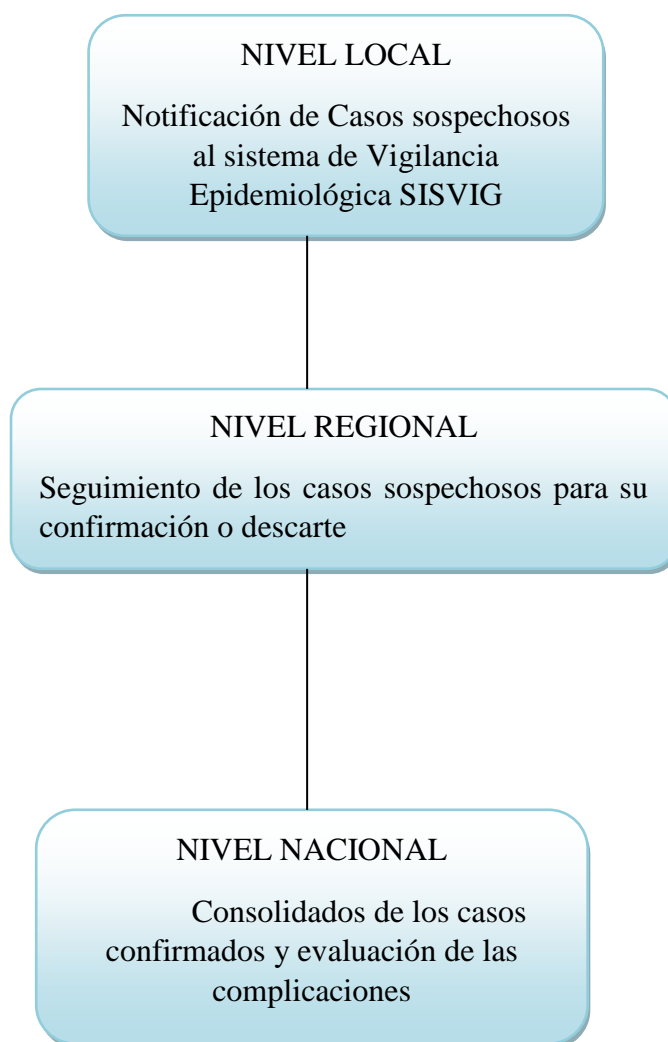 NIVEL LOCAL
Notificación de Casos sospechosos
al sistema de Vigilancia
Epidemiológica SISVIG
NIVEL REGIONAL
Seguimiento de los casos sospechosos para su
confirmación o descarte
NIVEL NACIONAL
Consolidados de los casos
confirmados y evaluación de las
complicaciones